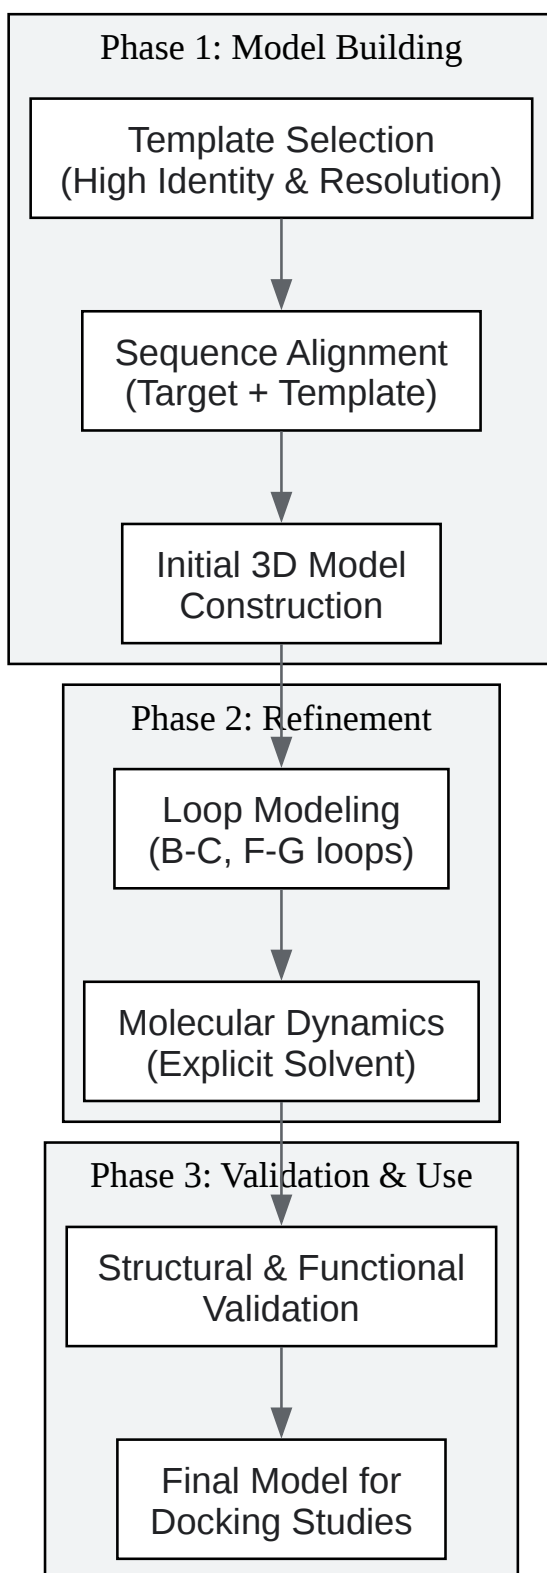 Phase 1: Model Building
Template Selection
(High Identity & Resolution)
Sequence Alignment
(Target + Template)
Initial 3D Model
Construction
Phase 2: Refinement
Loop Modeling
(B-C, F-G loops)
Molecular Dynamics
(Explicit Solvent)
Phase 3: Validation & Use
Structural & Functional
Validation
Final Model for
Docking Studies